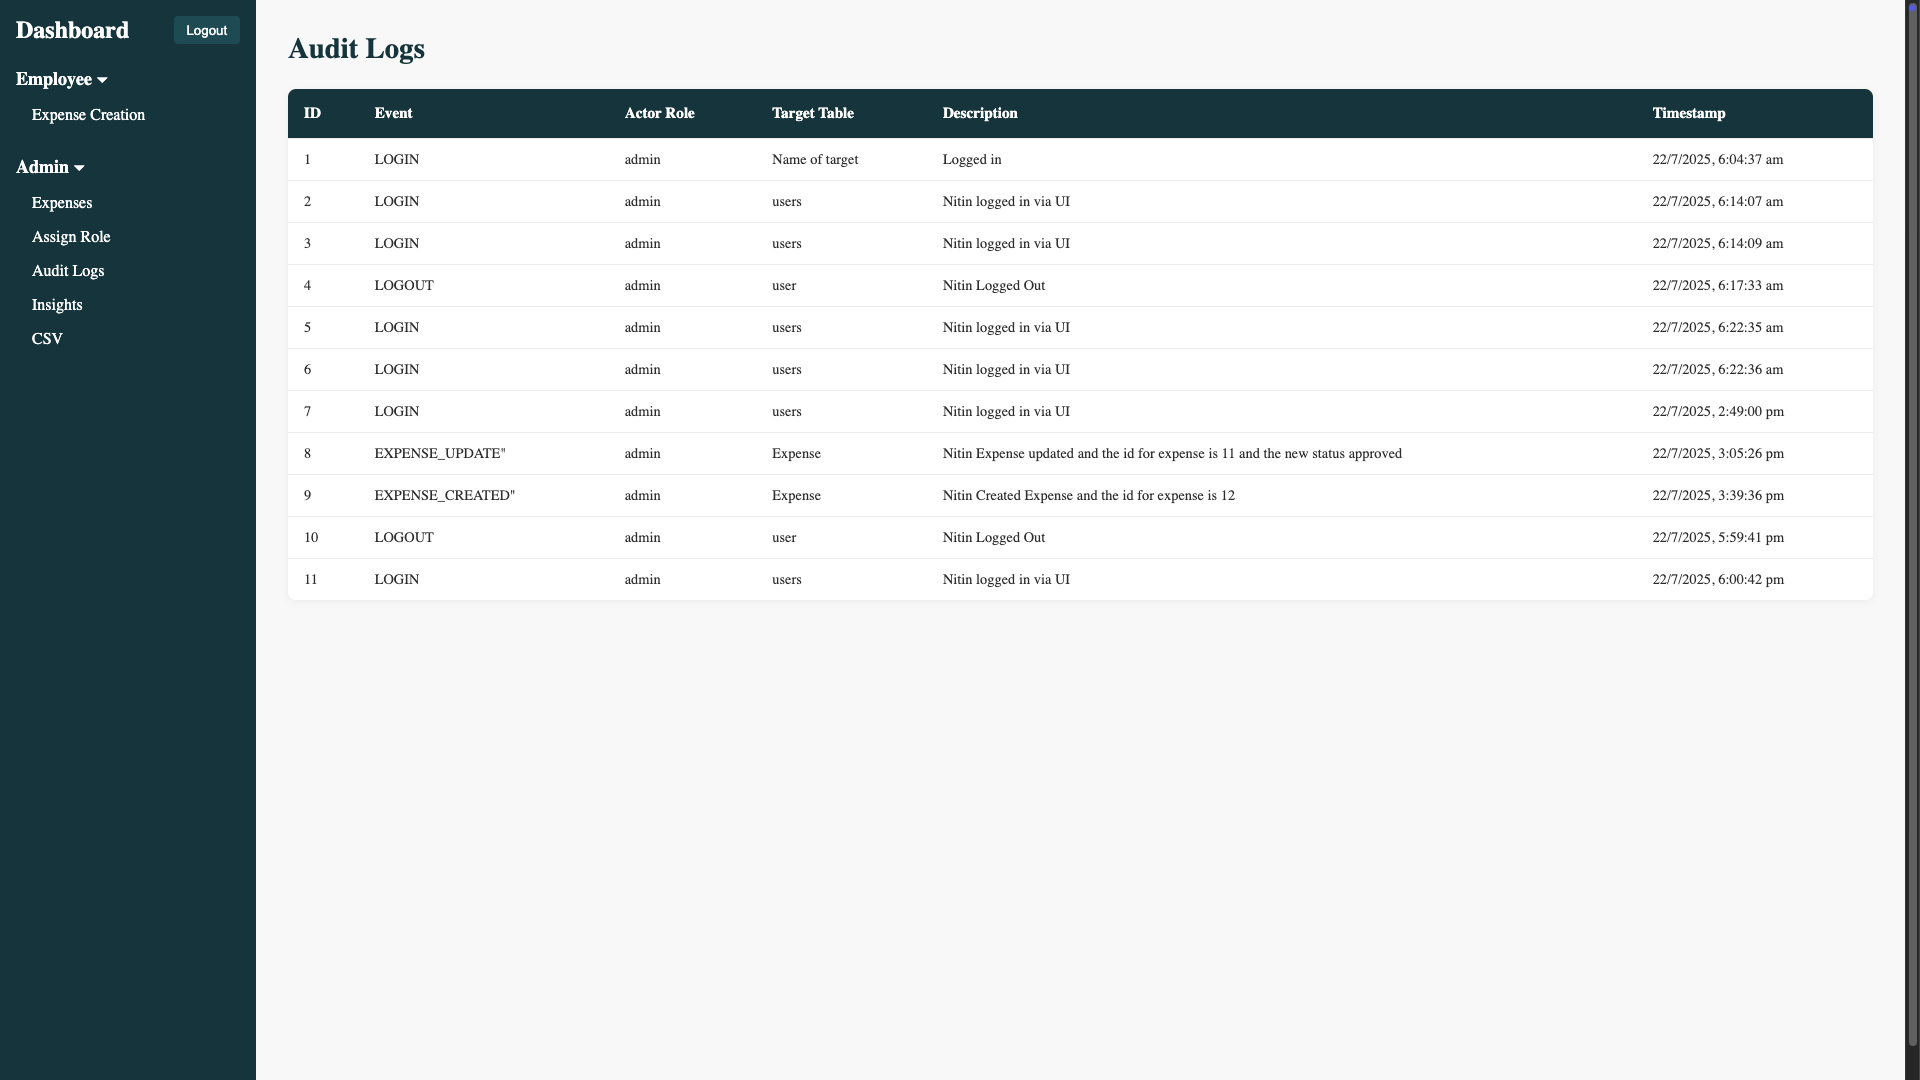 Dashboard Logout
Employee
Expense Creation
Admin
Expenses
Assign Role
Audit Logs
Insights
CSV
Audit Logs
ID Event Actor Role Target Table Description Timestamp
1 LOGIN admin Name of target Logged in 22/7/2025, 6:04:37 am
2 LOGIN admin users Nitin logged in via UI 22/7/2025, 6:14:07 am
3 LOGIN admin users Nitin logged in via UI 22/7/2025, 6:14:09 am
4 LOGOUT admin user Nitin Logged Out 22/7/2025, 6:17:33 am
5 LOGIN admin users Nitin logged in via UI 22/7/2025, 6:22:35 am
6 LOGIN admin users Nitin logged in via UI 22/7/2025, 6:22:36 am
7 LOGIN admin users Nitin logged in via UI 22/7/2025, 2:49:00 pm
8 EXPENSE_UPDATE" admin Expense Nitin Expense updated and the id for expense is 11 and the new status approved 22/7/2025, 3:05:26 pm
9 EXPENSE_CREATED" admin Expense Nitin Created Expense and the id for expense is 12 22/7/2025, 3:39:36 pm
10 LOGOUT admin user Nitin Logged Out 22/7/2025, 5:59:41 pm
11 LOGIN admin users Nitin logged in via UI 22/7/2025, 6:00:42 pm